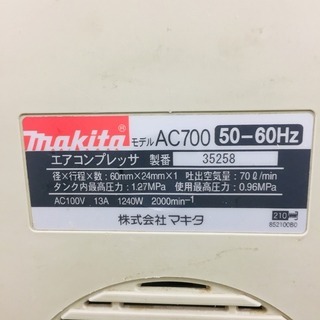 makita モデル AC700 50-60Hz
エアコンプレッサ 製番 35258
径×行程×数:60mm×24mm×1 吐出空気量:70ℓ/min
タンク内最高圧力:1.27MPa 使用最高圧力:0.96MPa
AC100V 13A 1240W 2000min⁻¹
株式会社マキタ
210
852100B0